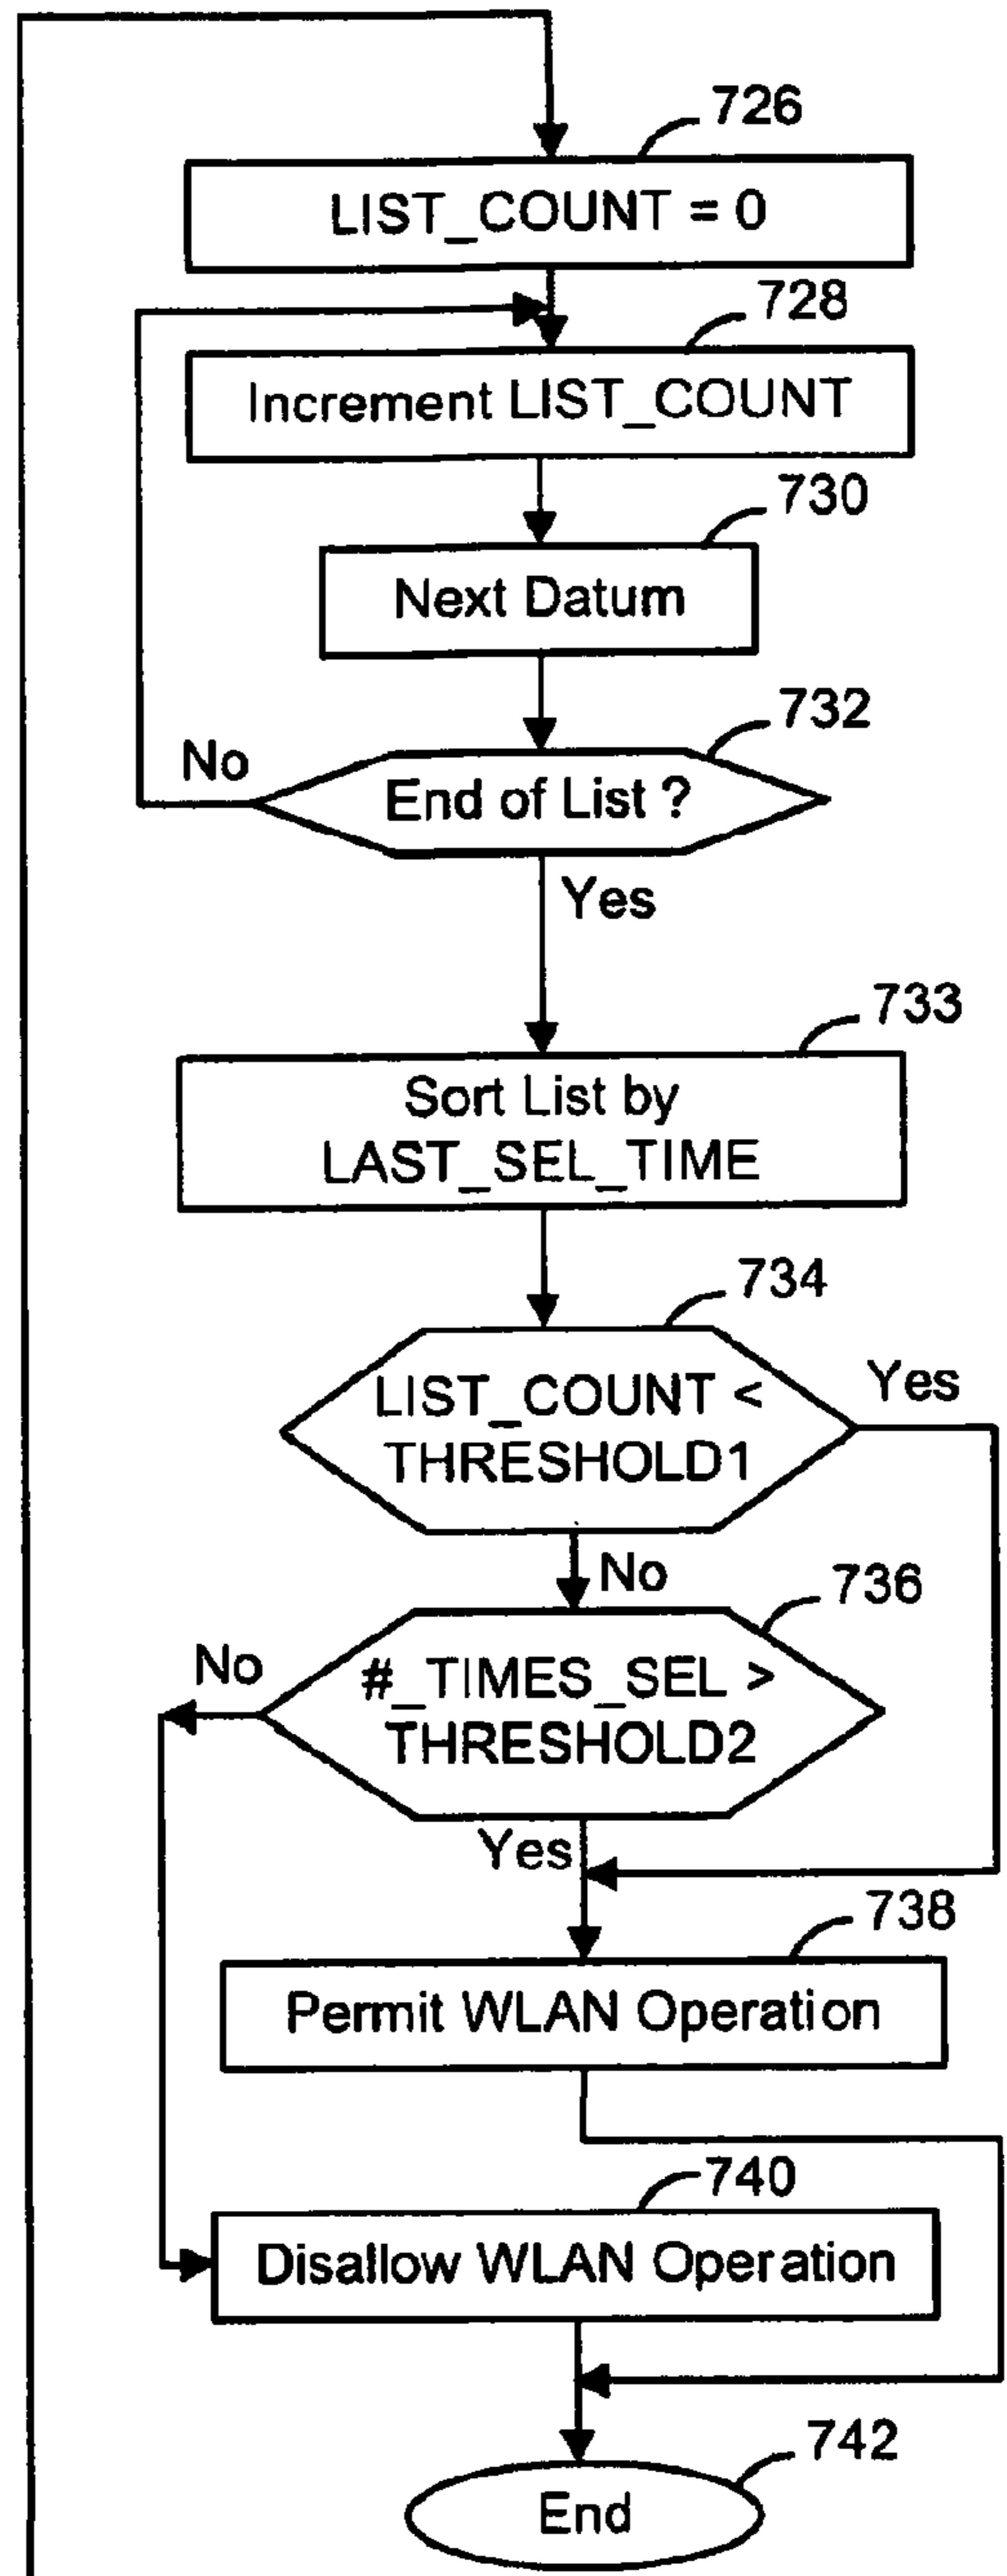 726
LIST_COUNT = 0
728
Increment LIST_COUNT
730
Next Datum
732
No
End of List ?
Yes
733
Sort List by
LAST_SEL_TIME
734
LIST_COUNT <
THRESHOLD1
Yes
No
736
No
#_TIMES_SEL >
THRESHOLD2
Yes
738
Permit WLAN Operation
740
Disallow WLAN Operation
742
End